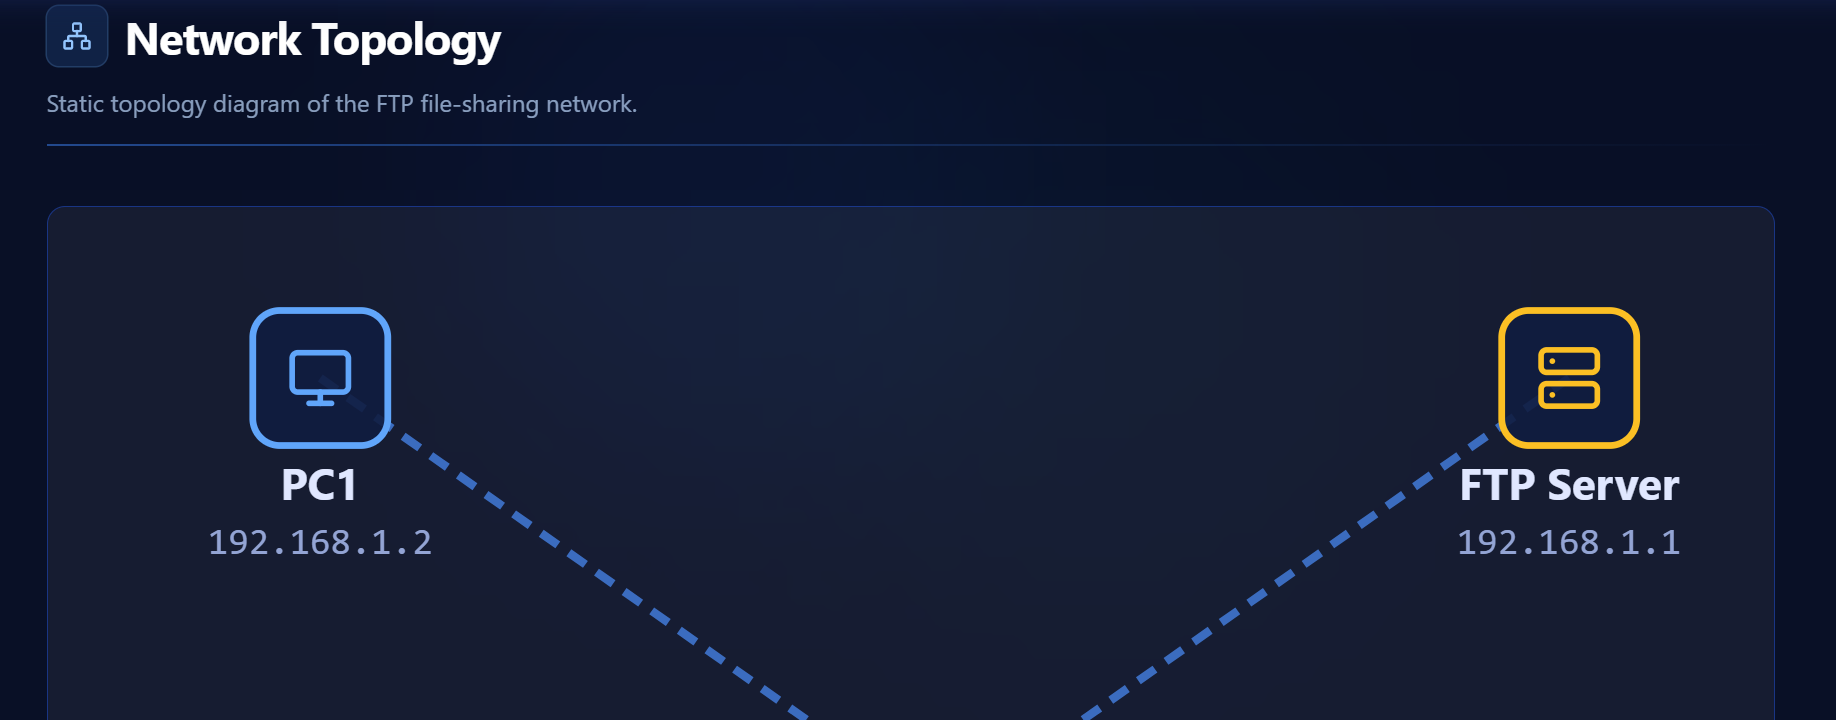 Network Topology
Static topology diagram of the FTP file-sharing network.
PC1
192.168.1.2
FTP Server
192.168.1.1